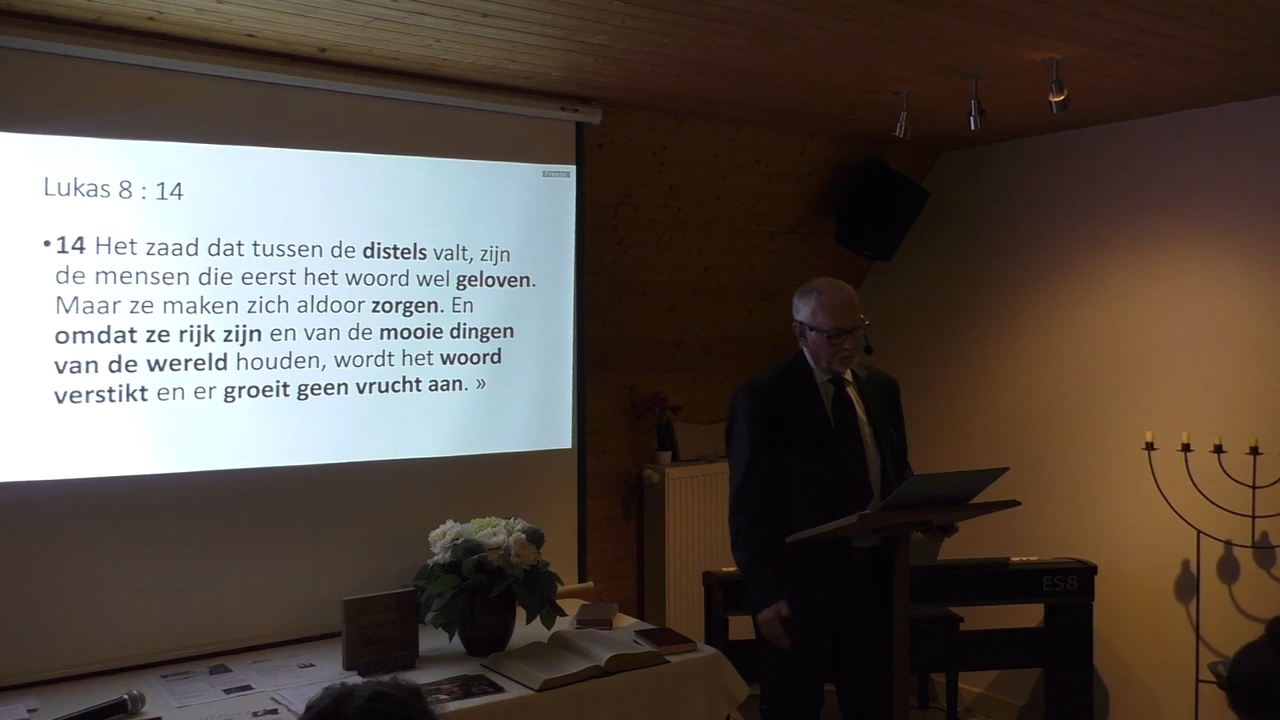 Freeze
Lukas 8 : 14
•14 Het zaad dat tussen de distels valt, zijn
de mensen die eerst het woord wel geloven.
Maar ze maken zich aldoor zorgen. En
omdat ze rijk zijn en van de mooie dingen
van de wereld houden, wordt het woord
verstikt en er groeit geen vrucht aan. »
ES8